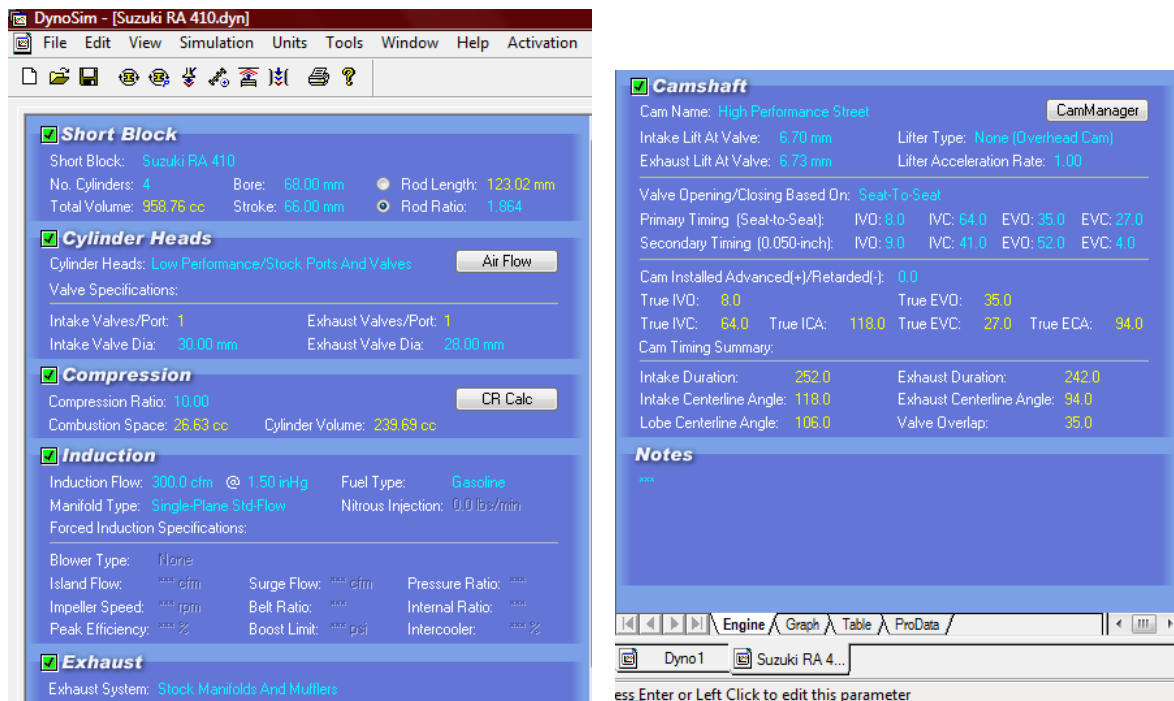 DynoSim - [Suzuki RA 410.dyn]
File Edit View Simulation Units Tools Window Help Activation
Short Block
Short Block: Suzuki RA 410
No. Cylinders: 4 Bore: 68.00 mm Rod Length: 123.02 mm
Total Volume: 958.76 cc Stroke: 66.00 mm Rod Ratio: 1.864
Cylinder Heads
Cylinder Heads: Low Performance/Stock Ports And Valves Air Flow
Valve Specifications:
Intake Valves/Port: 1 Exhaust Valves/Port: 1
Intake Valve Dia: 30.00 mm Exhaust Valve Dia: 28.00 mm
Compression
Compression Ratio: 10.00 CR Calc
Combustion Space: 26.63 cc Cylinder Volume: 239.69 cc
Induction
Induction Flow: 300.0 cfm @ 1.50 inHg Fuel Type: Gasoline
Manifold Type: Single-Plane Std-Flow Nitrous Injection: 0.0 lbs/min
Forced Induction Specifications:
Blower Type: None
Island Flow: *** cfm Surge Flow: *** cfm Pressure Ratio: ***
Impeller Speed: *** rpm Belt Ratio: *** Internal Ratio: ***
Peak Efficiency: *** % Boost Limit: *** psi Intercooler: *** %
Exhaust
Exhaust System: Stock Manifolds And Mufflers
Camshaft
Cam Name: High Performance Street CamManager
Intake Lift At Valve: 6.70 mm Lifter Type: None (Overhead Cam)
Exhaust Lift At Valve: 6.73 mm Lifter Acceleration Rate: 1.00
Valve Opening/Closing Based On: Seat-To-Seat
Primary Timing (Seat-to-Seat): IVO: 8.0 IVC: 64.0 EVO: 35.0 EVC: 27.0
Secondary Timing (0.050-inch): IVO: 9.0 IVC: 41.0 EVO: 52.0 EVC: 4.0
Cam Installed Advanced(+)/Retarded(-): 0.0
True IVO: 8.0 True EVO: 35.0
True IVC: 64.0 True ICA: 118.0 True EVC: 27.0 True ECA: 94.0
Cam Timing Summary:
Intake Duration: 252.0 Exhaust Duration: 242.0
Intake Centerline Angle: 118.0 Exhaust Centerline Angle: 94.0
Lobe Centerline Angle: 106.0 Valve Overlap: 35.0
Notes
***
Engine Graph Table ProData
Dyno1 Suzuki RA 4...
ess Enter or Left Click to edit this parameter